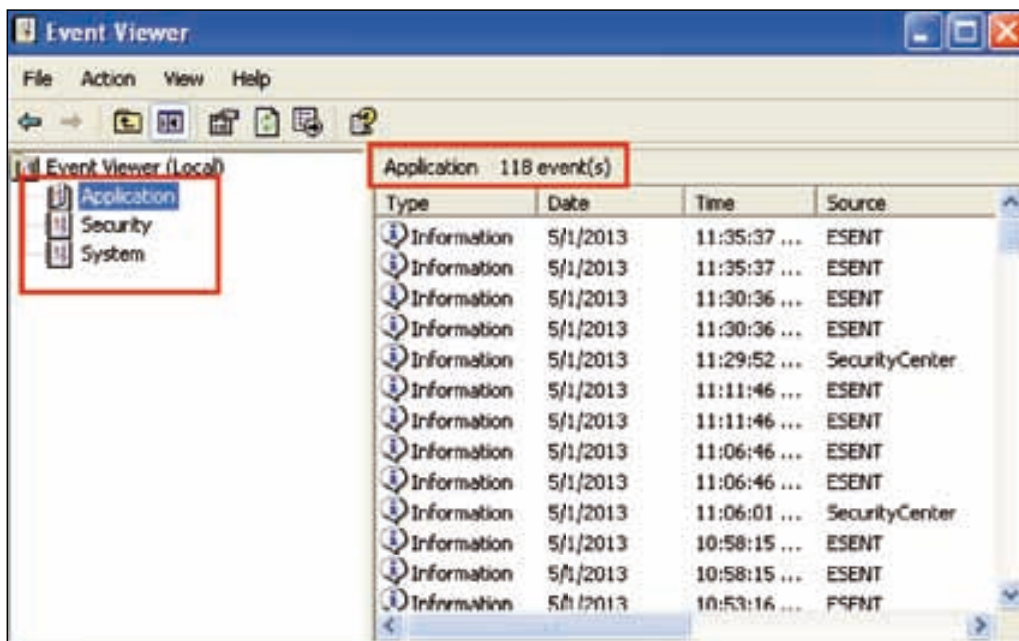 Event Viewer
File Action View Help
Event Viewer (Local)
Application
Security
System
Application 118 event(s)
Type Date Time Source
Information 5/1/2013 11:35:37 ... ESENT
Information 5/1/2013 11:35:37 ... ESENT
Information 5/1/2013 11:30:36 ... ESENT
Information 5/1/2013 11:30:36 ... ESENT
Information 5/1/2013 11:29:52 ... SecurityCenter
Information 5/1/2013 11:11:46 ... ESENT
Information 5/1/2013 11:11:46 ... ESENT
Information 5/1/2013 11:06:46 ... ESENT
Information 5/1/2013 11:06:46 ... ESENT
Information 5/1/2013 11:06:01 ... SecurityCenter
Information 5/1/2013 10:58:15 ... ESENT
Information 5/1/2013 10:58:15 ... ESENT
Information 5/1/2013 10:53:16 ... ESENT